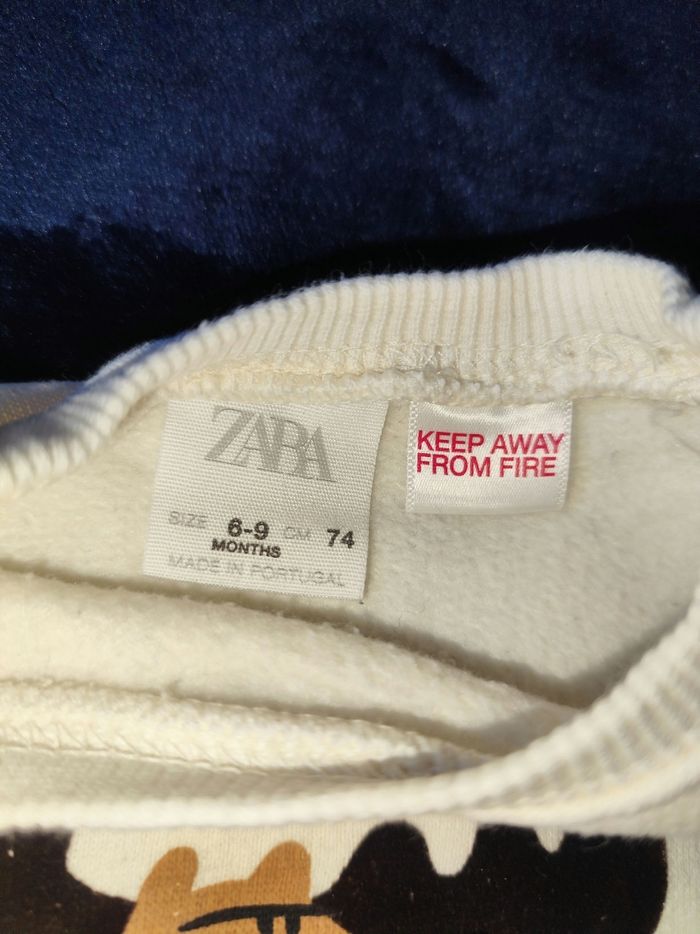 ZARA
SIZE 6-9 CM 74
MONTHS
MADE IN PORTUGAL
KEEP AWAY
FROM FIRE